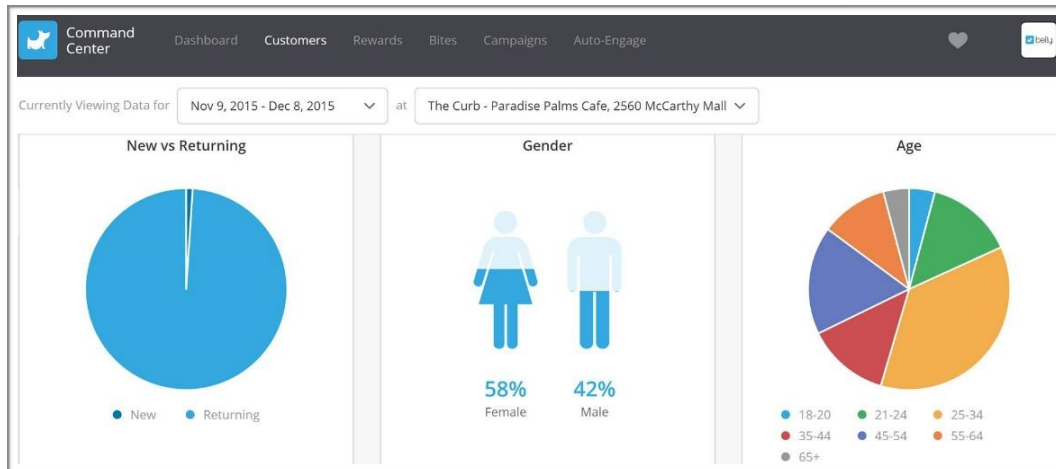 Command
Center
Dashboard Customers Rewards Bites Campaigns Auto-Engage
belly
Currently Viewing Data for Nov 9, 2015 - Dec 8, 2015 at The Curb - Paradise Palms Cafe, 2560 McCarthy Mall
New vs Returning
Gender
Age
58% 42%
Female Male
New Returning
18-20 21-24 25-34
35-44 45-54 55-64
65+